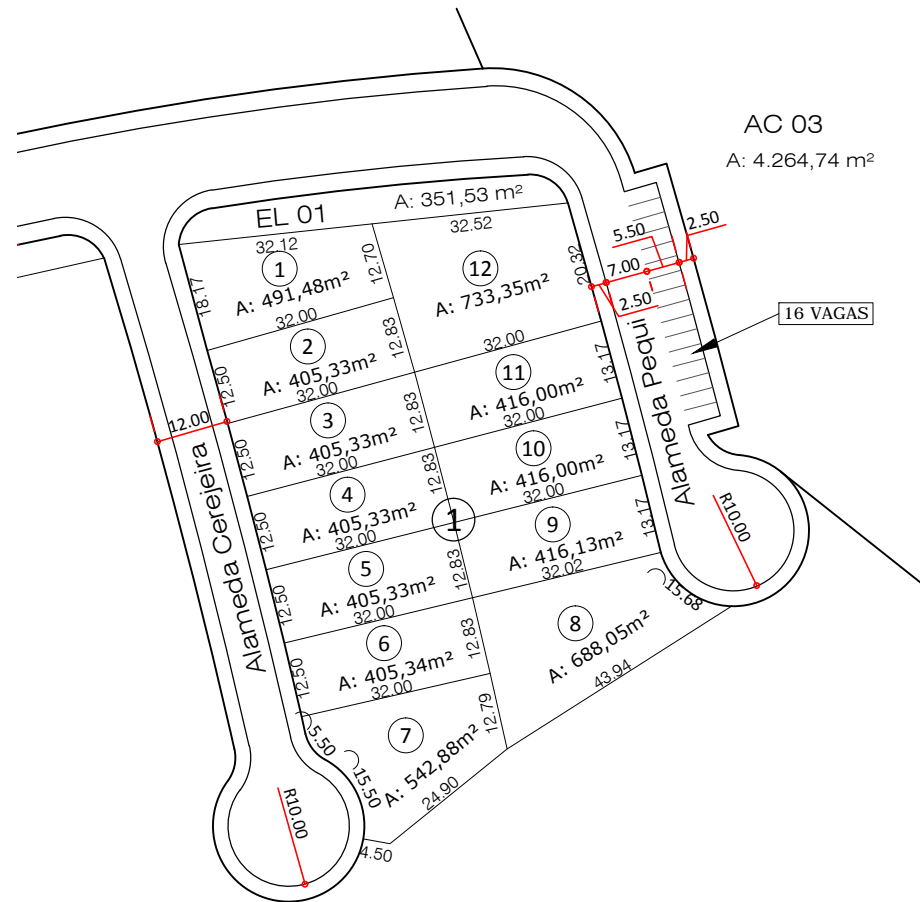 AC 03
A: 4.264,74 m²
EL 01
A: 351,53 m²
32.12
32.52
1
A: 491,48m²
18.17
12.70
12
A: 733,35m²
20.32
5.50
2.50
7.00
2.50
16 VAGAS
32.00
2
A: 405,33m²
12.83
32.00
12.50
32.00
11
A: 416,00m²
13.17
32.00
12.00
3
A: 405,33m²
12.83
12.50
32.00
10
A: 416,00m²
13.17
32.00
4
A: 405,33m²
12.83
12.50
32.00
1
9
A: 416,13m²
13.17
32.02
5
A: 405,33m²
12.83
12.50
32.00
8
A: 688,05m²
15.68
43.94
6
A: 405,34m²
12.83
12.50
32.00
7
A: 542,88m²
12.79
5.50
15.50
24.90
4.50
Alameda Cerejeira
R10.00
Alameda Pequi
R10.00